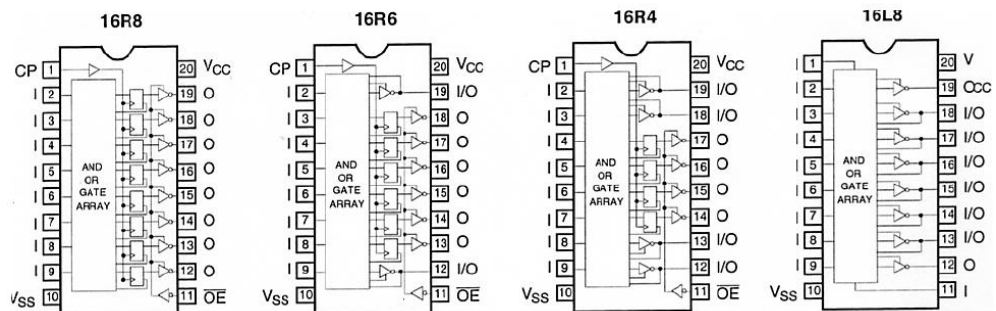 16R8
CP 1 20 VCC
I 2 19 O
I 3 18 O
I 4 17 O
I 5 16 O
I 6 15 O
I 7 14 O
I 8 13 O
I 9 12 O
VSS 10 11 OE
AND
OR
GATE
ARRAY
16R6
CP 1 20 VCC
I 2 19 I/O
I 3 18 O
I 4 17 O
I 5 16 O
I 6 15 O
I 7 14 O
I 8 13 O
I 9 12 I/O
VSS 10 11 OE
AND
OR
GATE
ARRAY
16R4
CP 1 20 VCC
I 2 19 I/O
I 3 18 I/O
I 4 17 O
I 5 16 O
I 6 15 O
I 7 14 O
I 8 13 I/O
I 9 12 I/O
VSS 10 11 OE
AND
OR
GATE
ARRAY
16L8
I 1 20 V
I 2 19 OCC
I 3 18 I/O
I 4 17 I/O
I 5 16 I/O
I 6 15 I/O
I 7 14 I/O
I 8 13 I/O
I 9 12 O
VSS 10 11 I
AND
OR
GATE
ARRAY